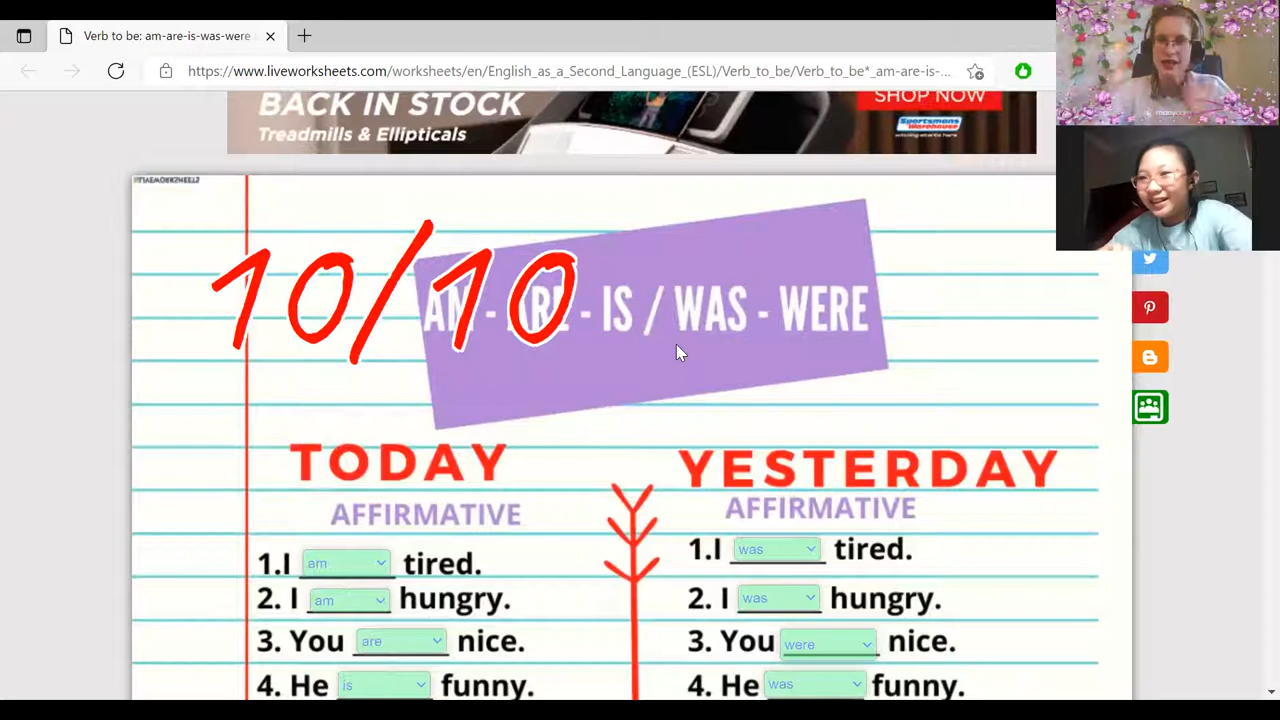 Verb to be: am-are-is-was-were
https://www.liveworksheets.com/worksheets/en/English_as_a_Second_Language_(ESL)/Verb_to_be/Verb_to_be*_am-are-is-...
BACK IN STOCK
Treadmills & Ellipticals
SHOP NOW
Sportsmans
Warehouse
10/10
AM - ARE - IS / WAS - WERE
TODAY
AFFIRMATIVE
1.I am tired.
2. I am hungry.
3. You are nice.
4. He is funny.
YESTERDAY
AFFIRMATIVE
1.I was tired.
2. I was hungry.
3. You were nice.
4. He was funny.